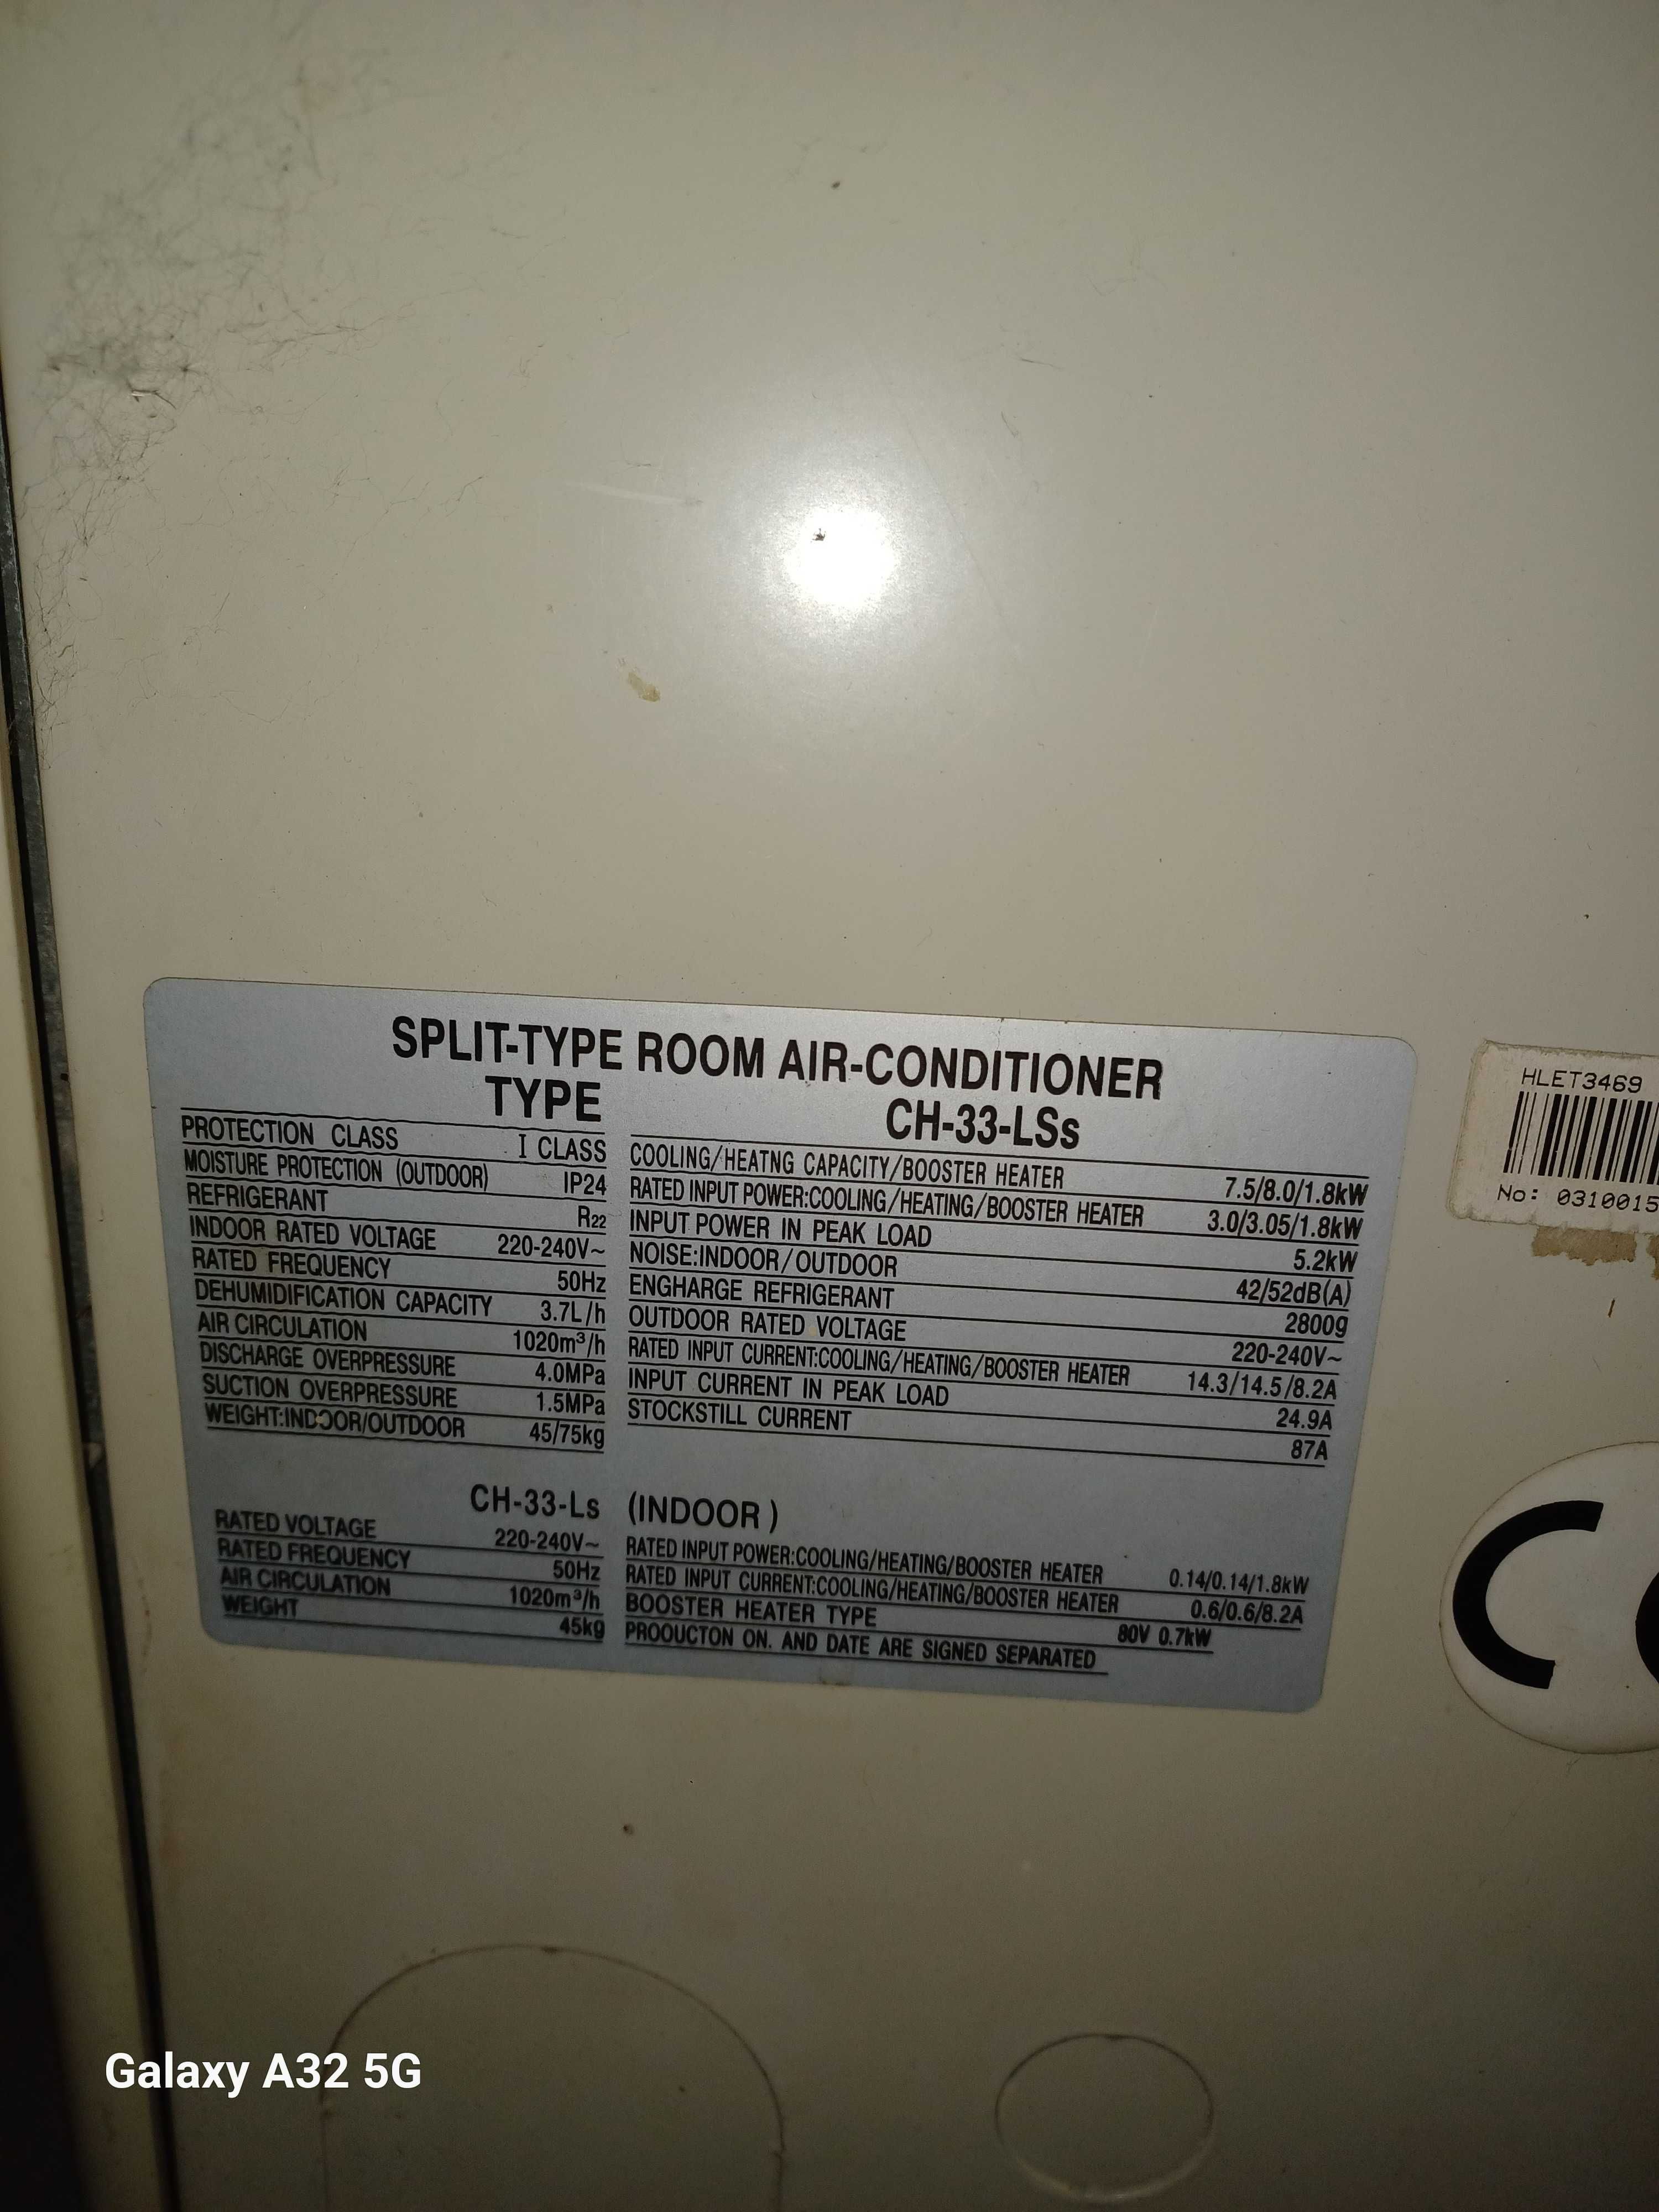 SPLIT-TYPE ROOM AIR-CONDITIONER
TYPE CH-33-LSs
PROTECTION CLASS I CLASS
MOISTURE PROTECTION (OUTDOOR) IP24
REFRIGERANT R22
INDOOR RATED VOLTAGE 220-240V~
RATED FREQUENCY 50Hz
DEHUMIDIFICATION CAPACITY 3.7L/h
AIR CIRCULATION 1020m³/h
DISCHARGE OVERPRESSURE 4.0MPa
SUCTION OVERPRESSURE 1.5MPa
WEIGHT:INDOOR/OUTDOOR 45/75kg
COOLING/HEATNG CAPACITY/BOOSTER HEATER 7.5/8.0/1.8kW
RATED INPUT POWER:COOLING/HEATING/BOOSTER HEATER 3.0/3.05/1.8kW
INPUT POWER IN PEAK LOAD 5.2kW
NOISE:INDOOR/OUTDOOR 42/52dB(A)
ENGHARGE REFRIGERANT 2800g
OUTDOOR RATED VOLTAGE 220-240V~
RATED INPUT CURRENT:COOLING/HEATING/BOOSTER HEATER 14.3/14.5/8.2A
INPUT CURRENT IN PEAK LOAD 24.9A
STOCKSTILL CURRENT 87A
CH-33-Ls (INDOOR)
RATED VOLTAGE 220-240V~
RATED FREQUENCY 50Hz
AIR CIRCULATION 1020m³/h
WEIGHT 45kg
RATED INPUT POWER:COOLING/HEATING/BOOSTER HEATER 0.14/0.14/1.8kW
RATED INPUT CURRENT:COOLING/HEATING/BOOSTER HEATER 0.6/0.6/8.2A
BOOSTER HEATER TYPE 80V 0.7kW
PROOUCTON ON. AND DATE ARE SIGNED SEPARATED
HLET3469
No: 0310015
C
Galaxy A32 5G